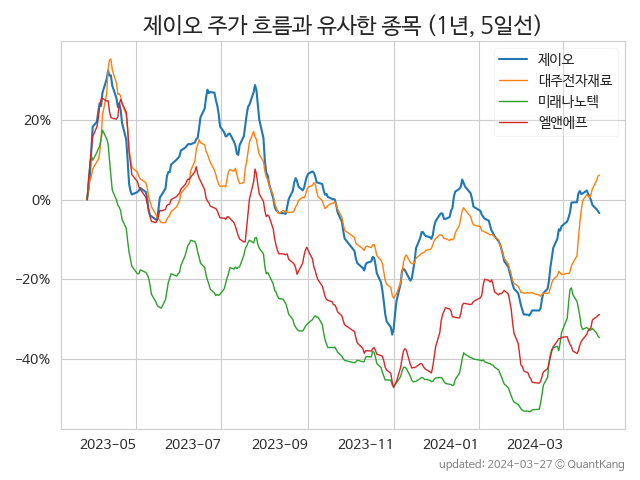 제이오 주가 흐름과 유사한 종목 (1년, 5일선)
제이오
대주전자재료
미래나노텍
엘앤에프
20%
0%
−20%
−40%
2023-05 2023-07 2023-09 2023-11 2024-01 2024-03
updated: 2024-03-27 © QuantKang